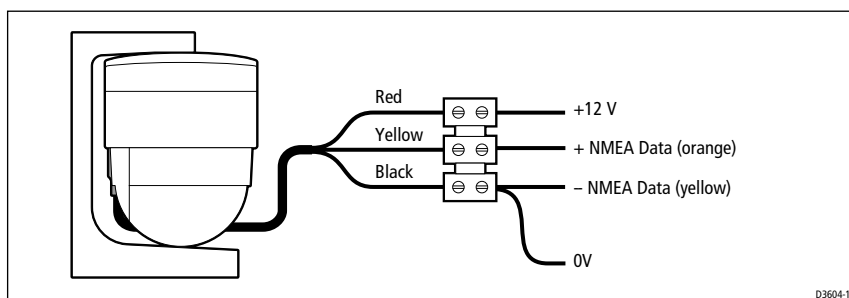 Red
+12 V
Yellow
+ NMEA Data (orange)
Black
– NMEA Data (yellow)
0V
D3604-1